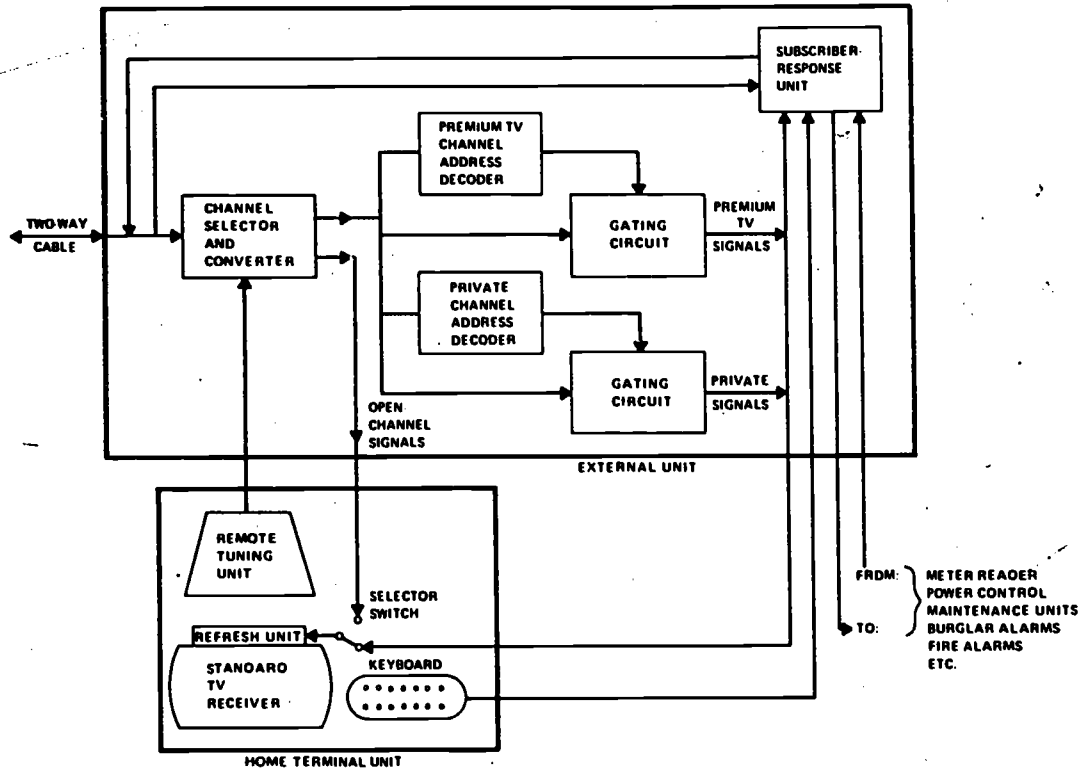 SUBSCRIBER-
RESPONSE
UNIT
PREMIUM TV
CHANNEL
ADDRESS
DECODER
TWO-WAY
CABLE
CHANNEL
SELECTOR
AND
CONVERTER
GATING
CIRCUIT
PREMIUM
TV
SIGNALS
PRIVATE
CHANNEL
ADDRESS
DECODER
GATING
CIRCUIT
PRIVATE
SIGNALS
OPEN-
CHANNEL
SIGNALS
EXTERNAL UNIT
REMOTE
TUNING
UNIT
SELECTOR
SWITCH
REFRESH UNIT
STANDARO
TV
RECEIVER
KEYBOARD
HOME TERMINAL UNIT
FRDM:
TO:
METER REAOER
POWER CONTROL
MAINTENANCE UNITS
BURGLAR ALARMS
FIRE ALARMS
ETC.